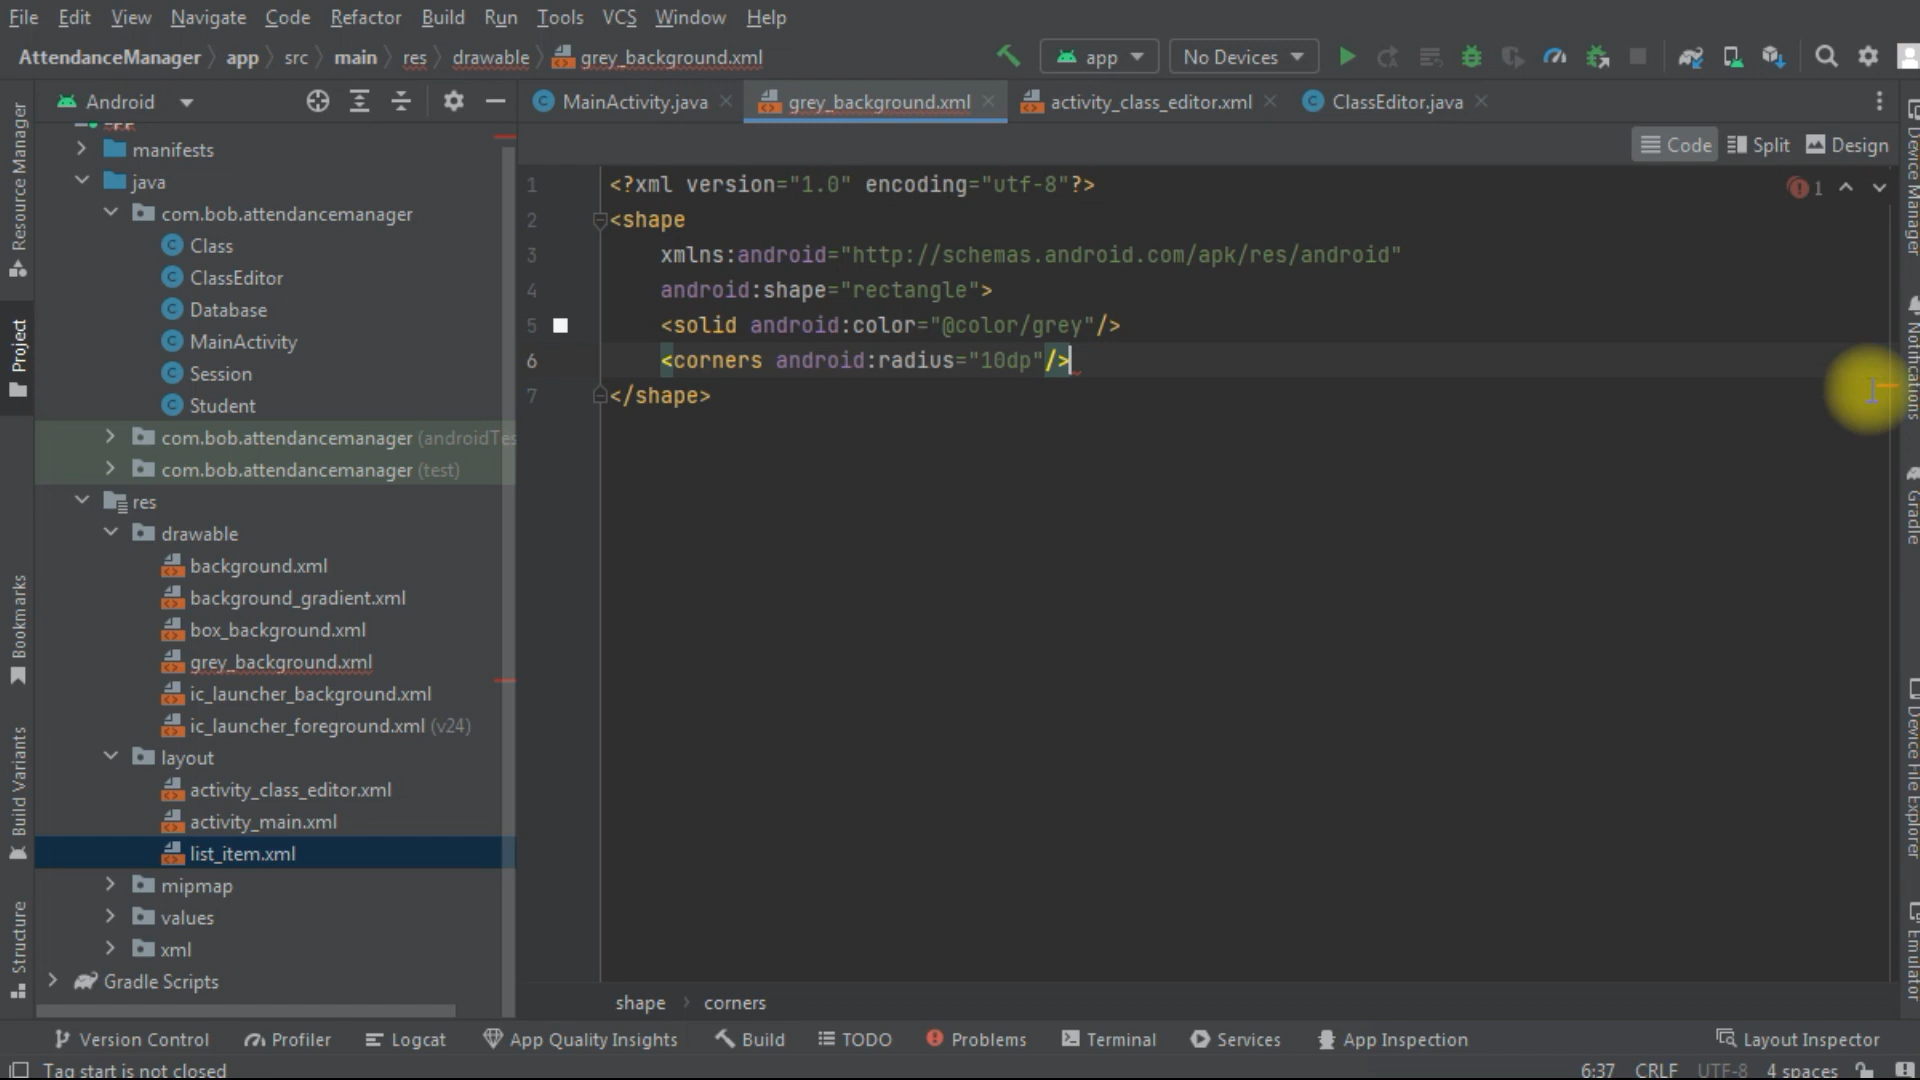 File Edit View Navigate Code Refactor Build Run Tools VCS Window Help
AttendanceManager app src main res drawable grey_background.xml app No Devices
Android MainActivity.java grey_background.xml activity_class_editor.xml ClassEditor.java
Code Split Design
manifests
java
com.bob.attendancemanager
Class
ClassEditor
Database
MainActivity
Session
Student
com.bob.attendancemanager (androidTes
com.bob.attendancemanager (test)
res
drawable
background.xml
background_gradient.xml
box_background.xml
grey_background.xml
ic_launcher_background.xml
ic_launcher_foreground.xml (v24)
layout
activity_class_editor.xml
activity_main.xml
list_item.xml
mipmap
values
xml
Gradle Scripts
1 <?xml version="1.0" encoding="utf-8"?>
2 <shape
3 xmlns:android="http://schemas.android.com/apk/res/android"
4 android:shape="rectangle">
5 <solid android:color="@color/grey"/>
6 <corners android:radius="10dp"/>
7 </shape>
1
shape corners
Resource Manager
Project
Bookmarks
Build Variants
Structure
Device Manager
Notifications
Gradle
Device File Explorer
Emulator
Version Control Profiler Logcat App Quality Insights Build TODO Problems Terminal Services App Inspection Layout Inspector
Tag start is not closed 6:37 CRLF UTF-8 4 spaces